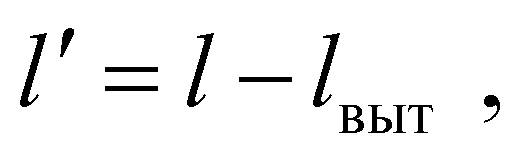 l′ = l − lвыт ,